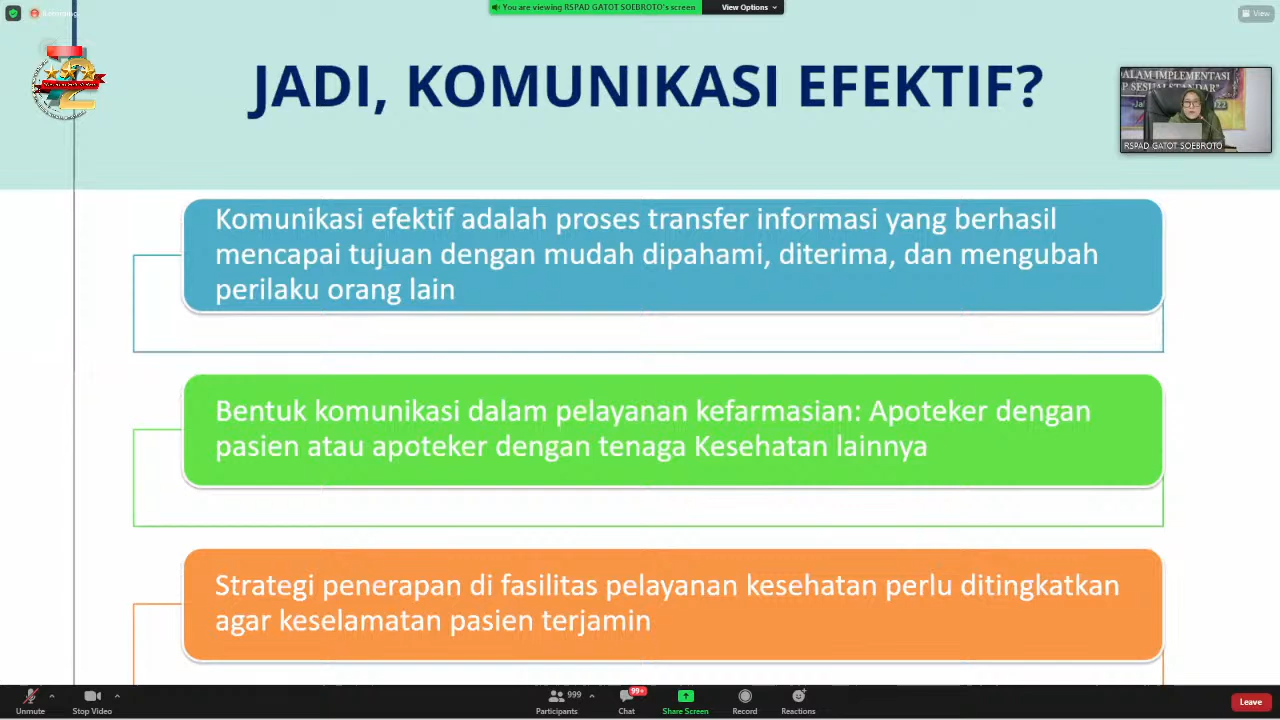 Recording
You are viewing RSPAD GATOT SOEBROTO's screen
View Options
View
JADI, KOMUNIKASI EFEKTIF?
DALAM IMPLEMENTASI
RSPAD GATOT SOEBROTO
Komunikasi efektif adalah proses transfer informasi yang berhasil
mencapai tujuan dengan mudah dipahami, diterima, dan mengubah
perilaku orang lain
Bentuk komunikasi dalam pelayanan kefarmasian: Apoteker dengan
pasien atau apoteker dengan tenaga Kesehatan lainnya
Strategi penerapan di fasilitas pelayanan kesehatan perlu ditingkatkan
agar keselamatan pasien terjamin
Unmute
Stop Video
999
Participants
99+
Chat
Share Screen
Record
Reactions
Leave